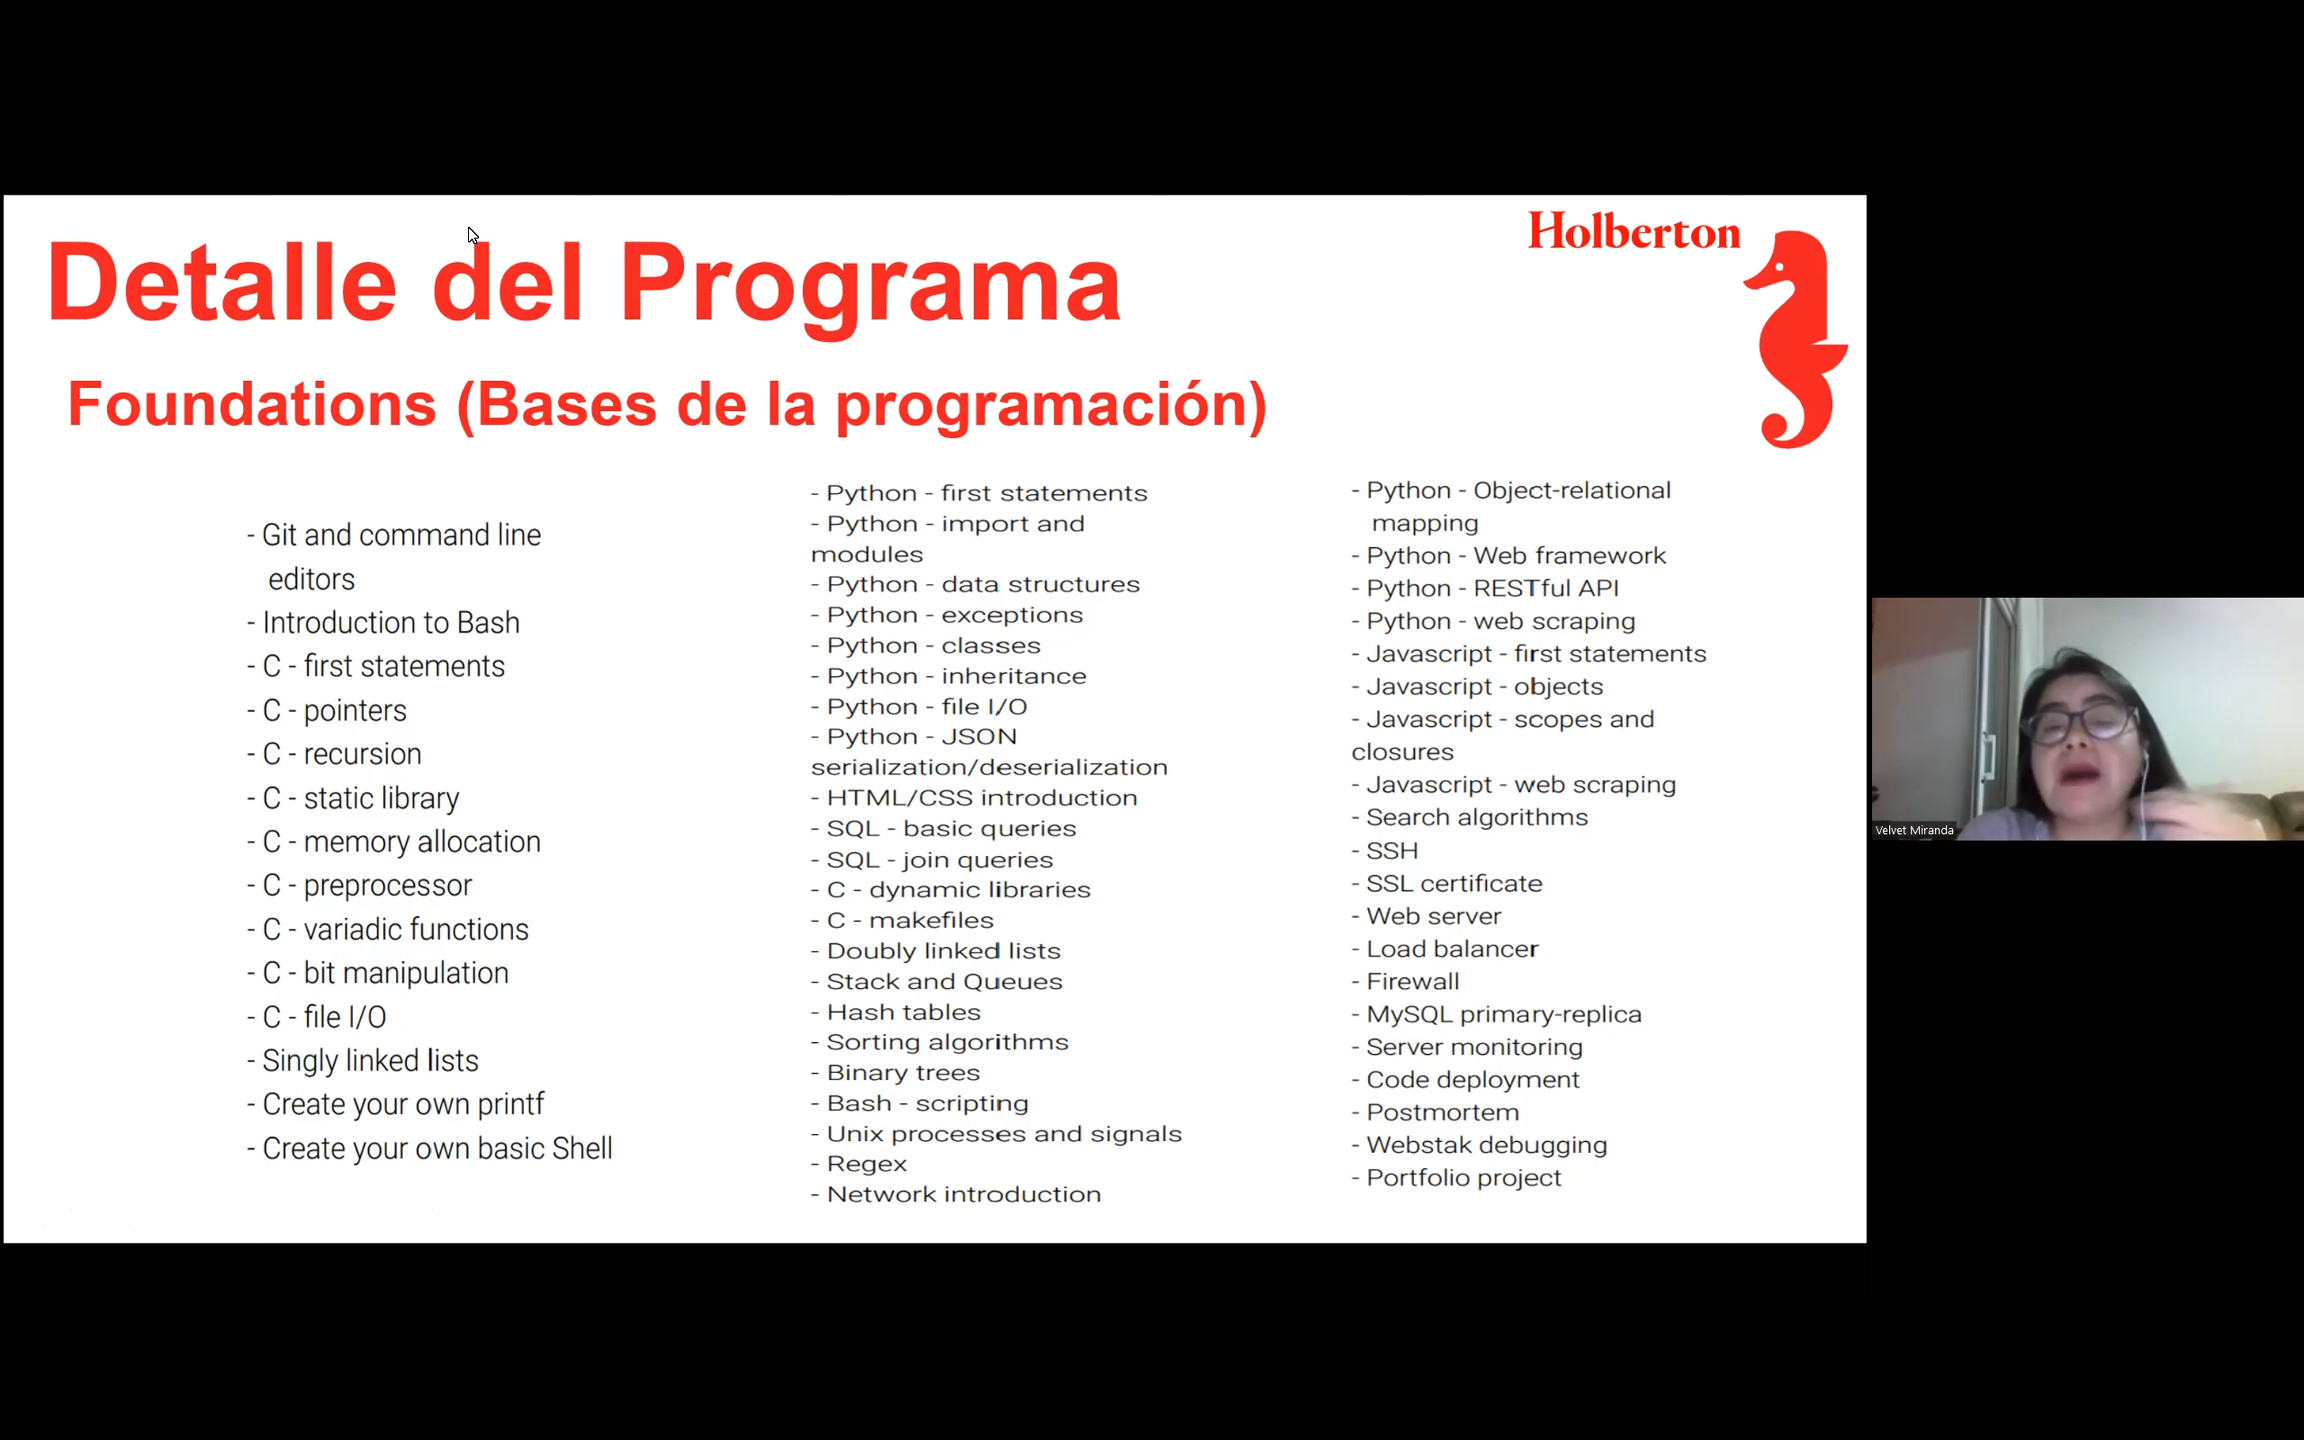 Detalle del Programa
Holberton
Foundations (Bases de la programación)
- Git and command line
editors
- Introduction to Bash
- C - first statements
- C - pointers
- C - recursion
- C - static library
- C - memory allocation
- C - preprocessor
- C - variadic functions
- C - bit manipulation
- C - file I/O
- Singly linked lists
- Create your own printf
- Create your own basic Shell
- Python - first statements
- Python - import and
modules
- Python - data structures
- Python - exceptions
- Python - classes
- Python - inheritance
- Python - file I/O
- Python - JSON
serialization/deserialization
- HTML/CSS introduction
- SQL - basic queries
- SQL - join queries
- C - dynamic libraries
- C - makefiles
- Doubly linked lists
- Stack and Queues
- Hash tables
- Sorting algorithms
- Binary trees
- Bash - scripting
- Unix processes and signals
- Regex
- Network introduction
- Python - Object-relational
mapping
- Python - Web framework
- Python - RESTful API
- Python - web scraping
- Javascript - first statements
- Javascript - objects
- Javascript - scopes and
closures
- Javascript - web scraping
- Search algorithms
- SSH
- SSL certificate
- Web server
- Load balancer
- Firewall
- MySQL primary-replica
- Server monitoring
- Code deployment
- Postmortem
- Webstak debugging
- Portfolio project
Velvet Miranda